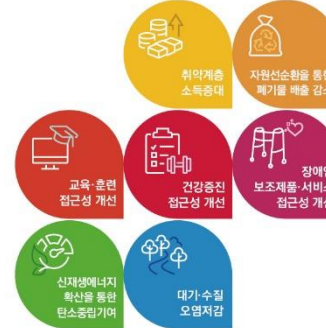 취약계층
소득증대
자원선순환을 통한
폐기물 배출 감소
교육·훈련
접근성 개선
건강증진
접근성 개선
장애인
보조제품·서비스
접근성 개선
신재생에너지
확산을 통한
탄소중립기여
대기·수질
오염저감